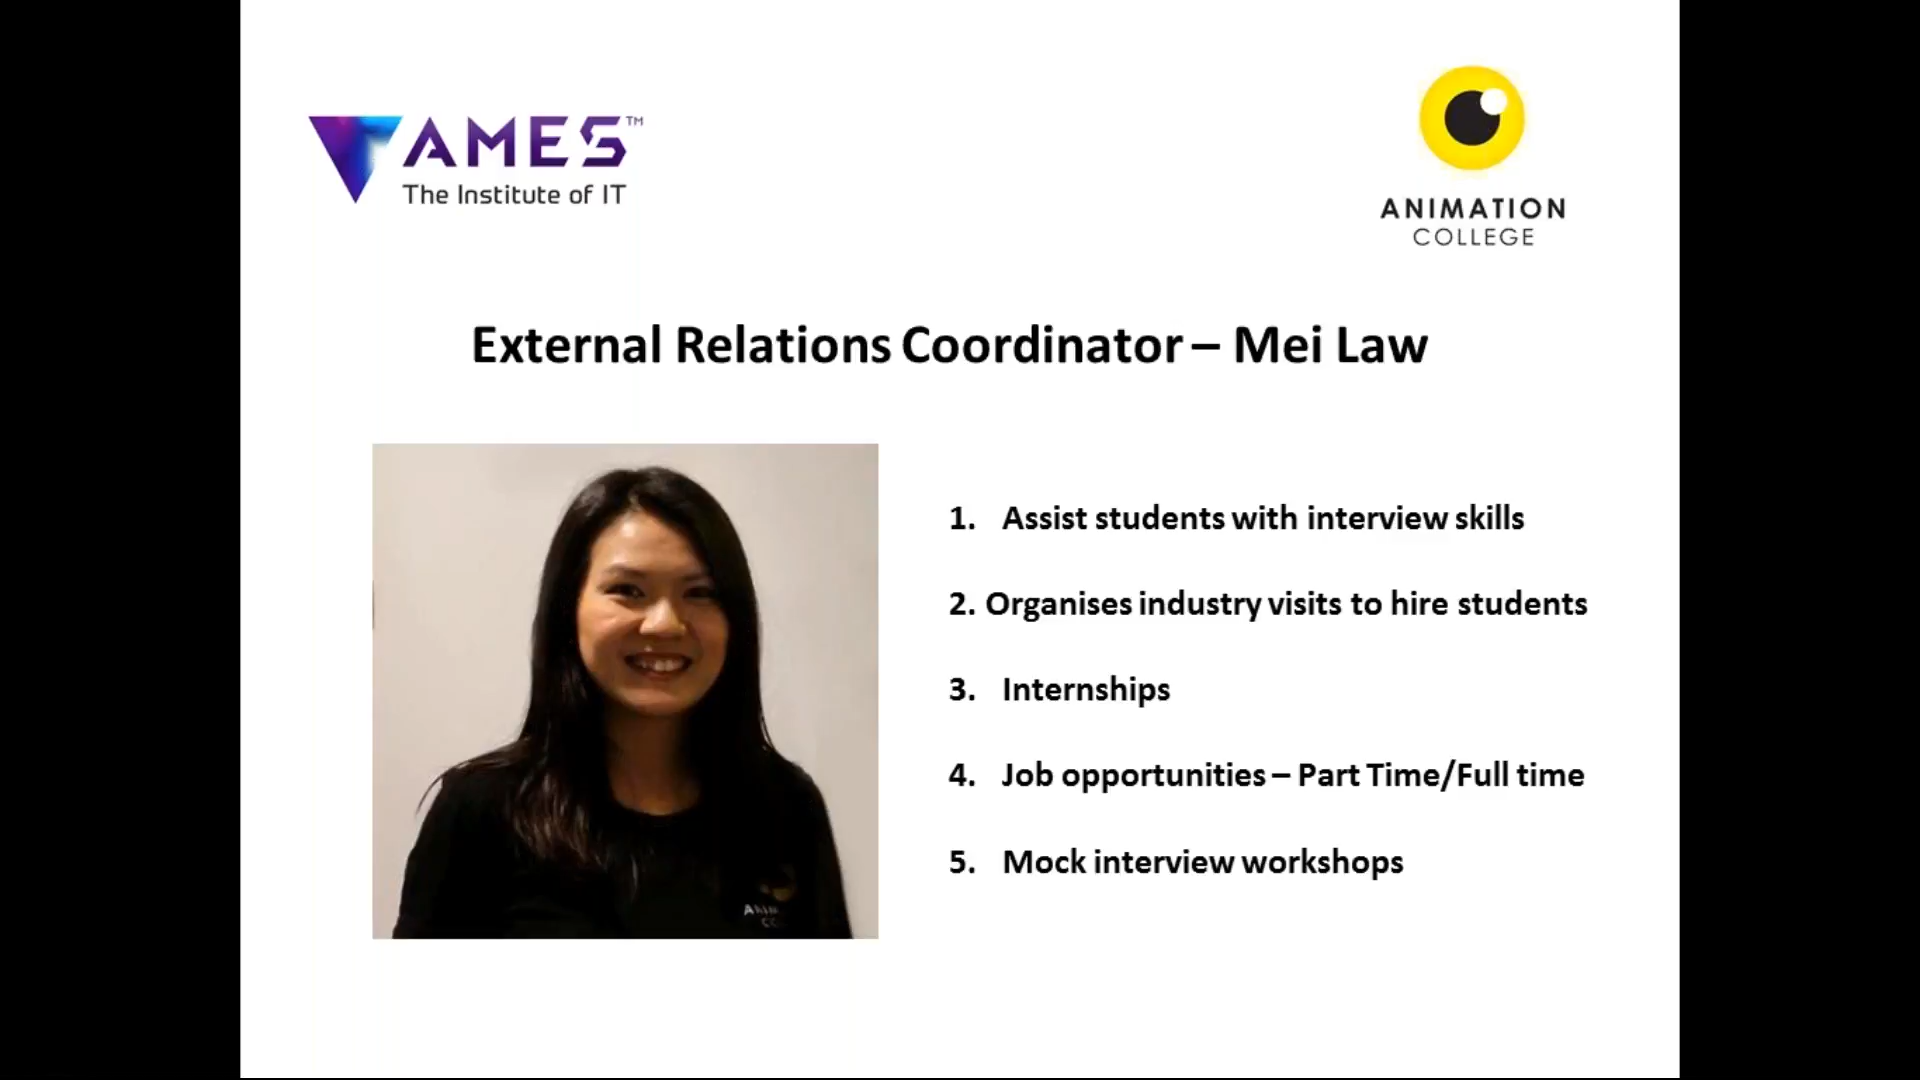 AMES™
The Institute of IT
ANIMATION
COLLEGE
External Relations Coordinator – Mei Law
1. Assist students with interview skills
2. Organises industry visits to hire students
3. Internships
4. Job opportunities – Part Time/Full time
5. Mock interview workshops